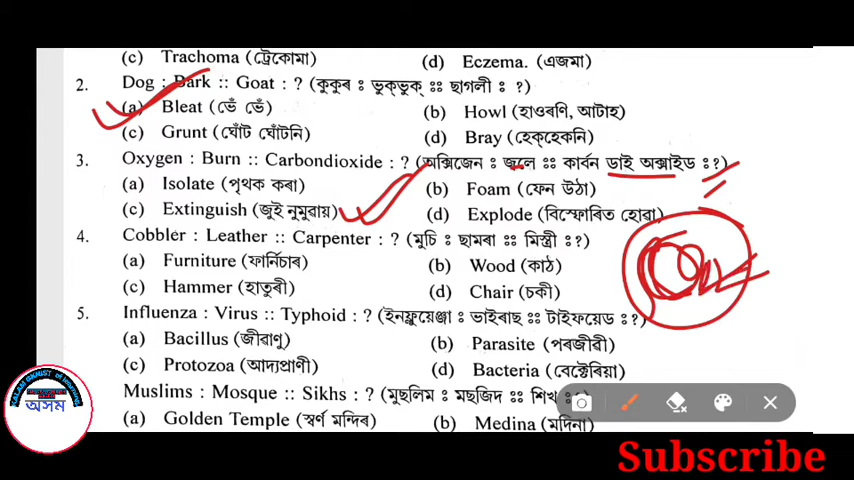 (c) Trachoma (ট্ৰেকোমা) (d) Eczema. (এজমা)
2. Dog : Bark :: Goat : ? (কুকুৰ : ভুক্‌ভুক্ :: ছাগলী : ?)
(a) Bleat (ভেঁ ভেঁ) (b) Howl (হাওৰণি, আটাহ)
(c) Grunt (ঘোঁট ঘোঁটনি) (d) Bray (হেক্‌হেকনি)
3. Oxygen : Burn :: Carbondioxide : ? (অক্সিজেন : জ্বলে :: কাৰ্বন ডাই অক্সাইড : ?)
(a) Isolate (পৃথক কৰা) (b) Foam (ফেন উঠা)
(c) Extinguish (জুই নুমুৱায়) (d) Explode (বিস্ফোৰিত হোৱা)
4. Cobbler : Leather :: Carpenter : ? (মুচি : ছামৰা :: মিস্ত্ৰী : ?)
(a) Furniture (ফাৰ্নিচাৰ) (b) Wood (কাঠ)
(c) Hammer (হাতুৰী) (d) Chair (চকী)
5. Influenza : Virus :: Typhoid : ? (ইনফ্লুয়েঞ্জা : ভাইৰাছ :: টাইফয়েড : ?)
(a) Bacillus (জীৱাণু) (b) Parasite (পৰজীৱী)
(c) Protozoa (আদ্যপ্ৰাণী) (d) Bacteria (বেক্টেৰিয়া)
Muslims : Mosque :: Sikhs : ? (মুছলিম : মছজিদ :: শিখ
(a) Golden Temple (স্বৰ্ণ মন্দিৰ) (b) Medina (মদিনা)
অসম
Subscribe